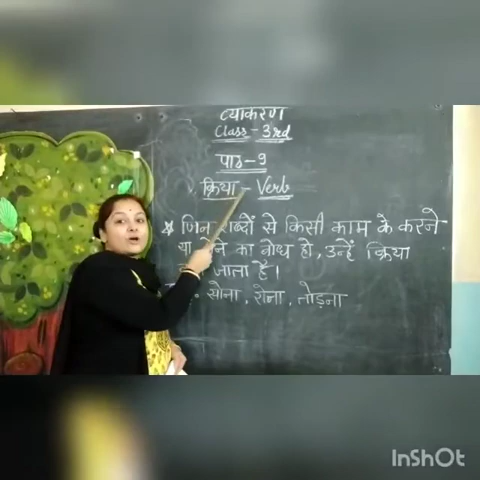 व्याकरण
Class - 3rd
पाठ-9
क्रिया - Verb
* जिन शब्दों से किसी काम के करने
या का बोध हो, उन्हें क्रिया
जाता है।
सोना, रोना, तोड़ना
InShOt